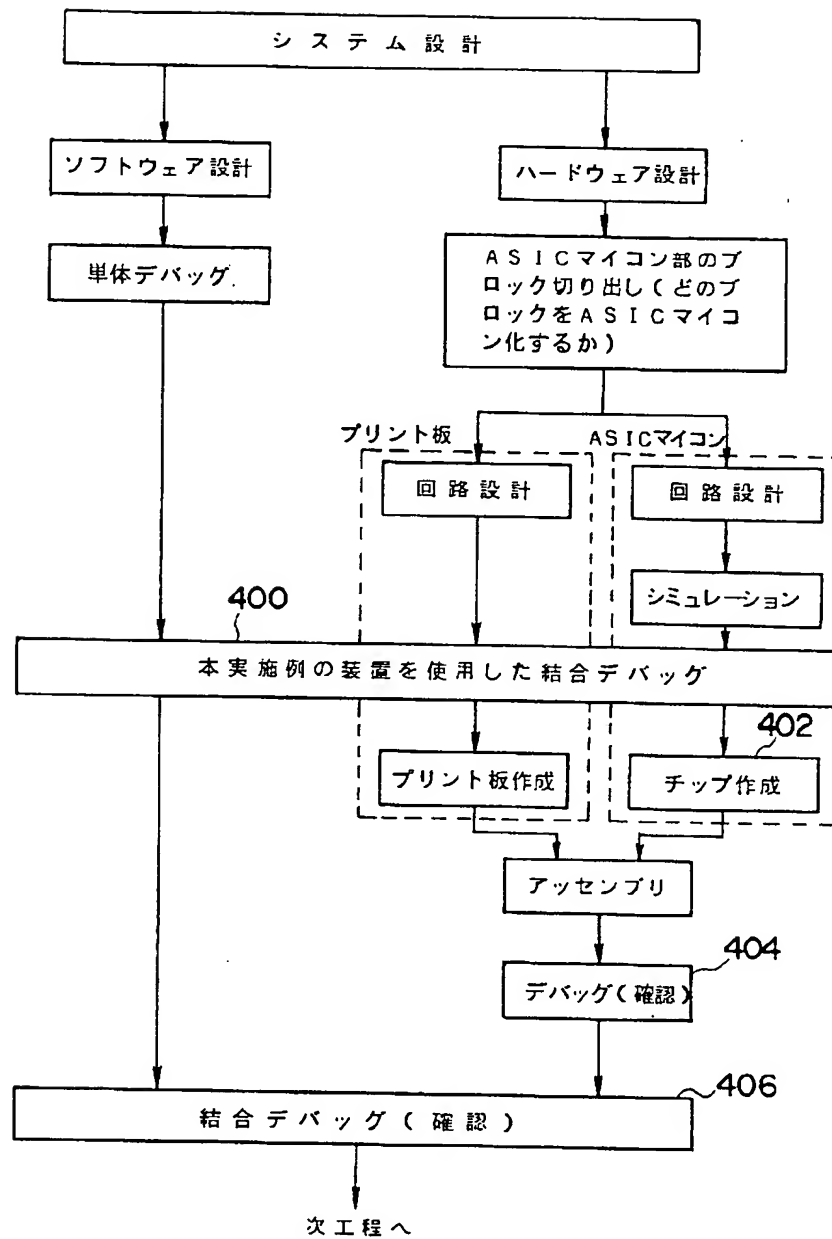 システム設計
ソフトウェア設計
ハードウェア設計
単体デバッグ
ASICマイコン部のブ
ロック切り出し(どのブ
ロックをASICマイコ
ン化するか)
プリント板
ASICマイコン
回路設計
回路設計
シミュレーション
400
本実施例の装置を使用した結合デバッグ
402
プリント板作成
チップ作成
アッセンブリ
404
デバッグ(確認)
406
結合デバッグ(確認)
次工程へ